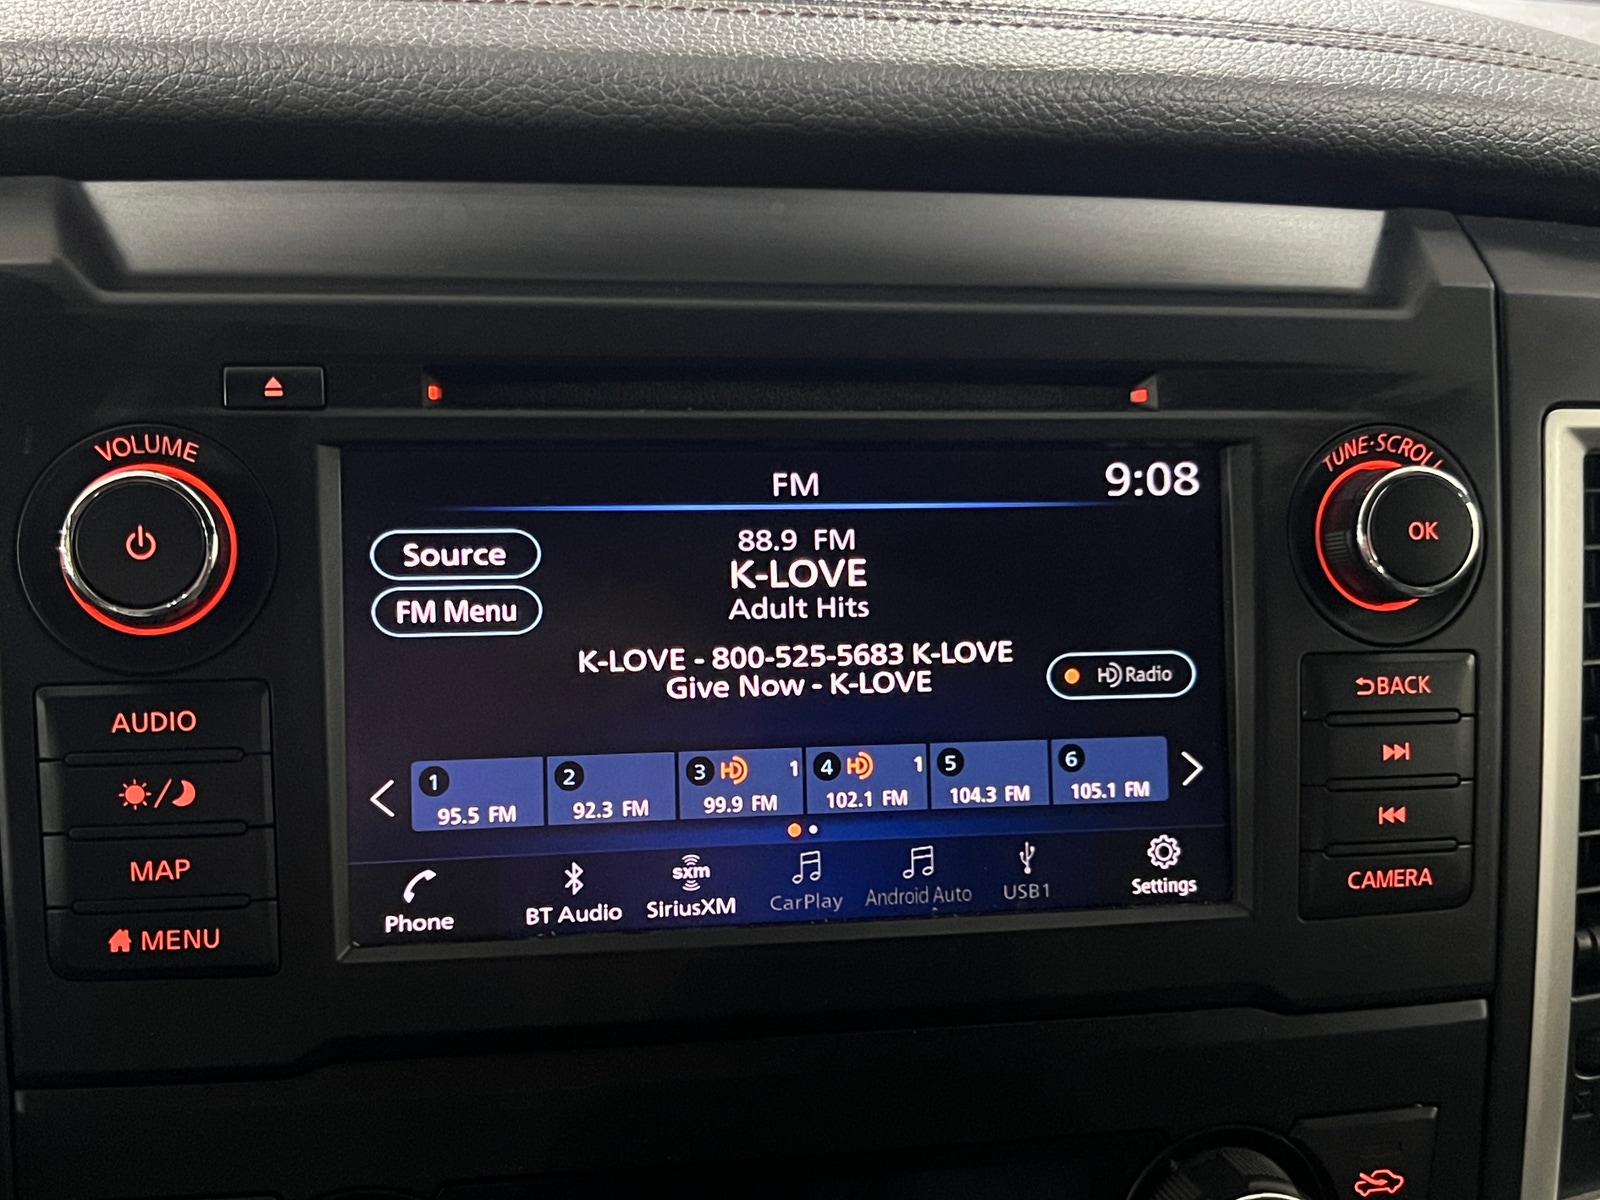 VOLUME
TUNE·SCROLL
OK
FM
9:08
Source
FM Menu
88.9 FM
K-LOVE
Adult Hits
K-LOVE - 800-525-5683 K-LOVE
Give Now - K-LOVE
HD Radio
1
95.5 FM
2
92.3 FM
3 HD 1
99.9 FM
4 HD 1
102.1 FM
5
104.3 FM
6
105.1 FM
Phone
BT Audio
sxm
SiriusXM
CarPlay
Android Auto
USB1
Settings
AUDIO
MAP
MENU
BACK
CAMERA